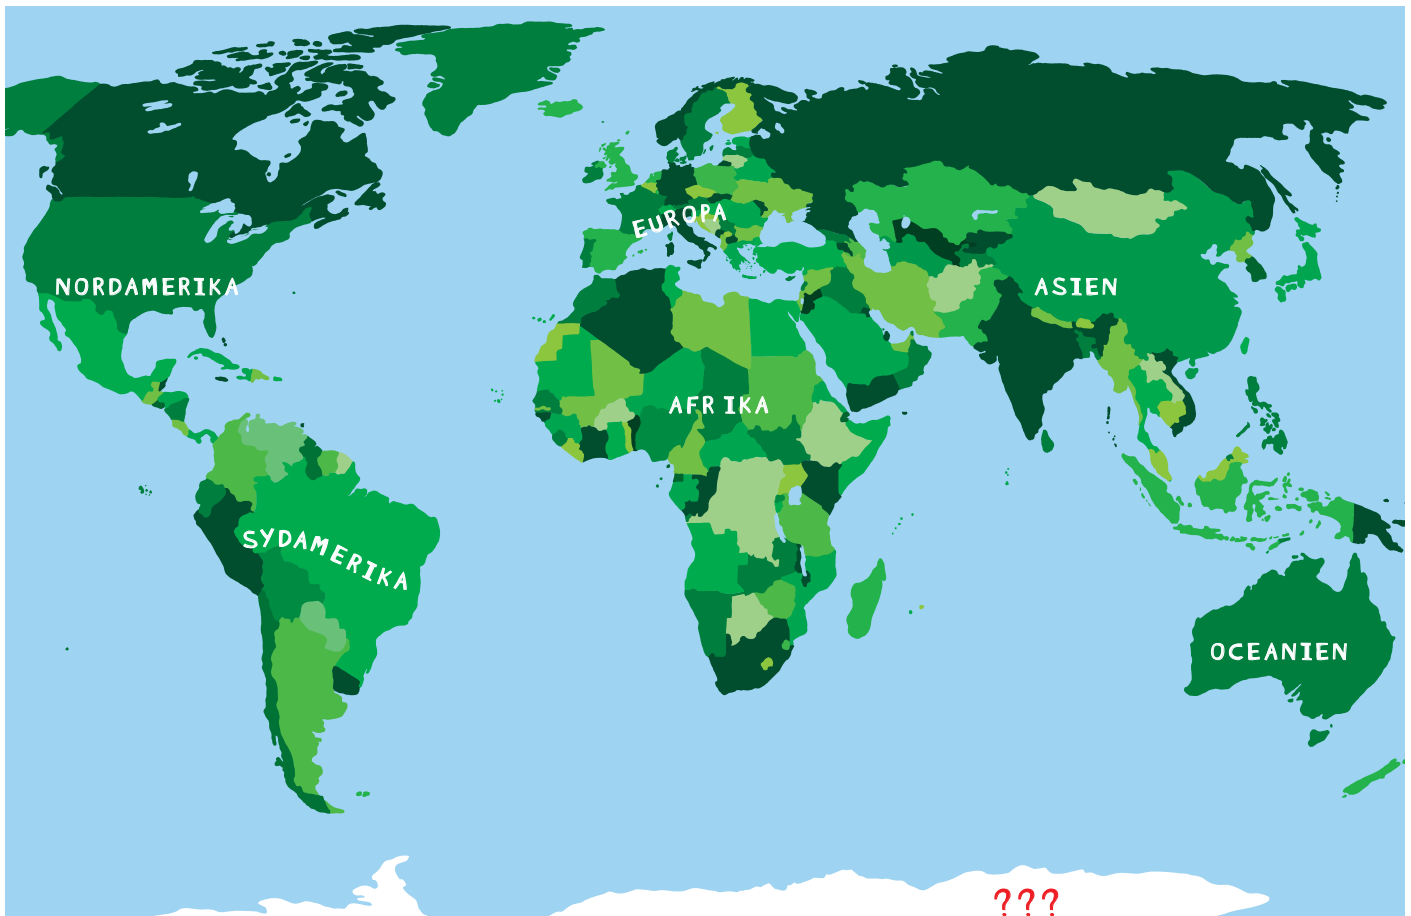 EUROPA
NORDAMERIKA
ASIEN
AFRIKA
SYDAMERIKA
OCEANIEN
???